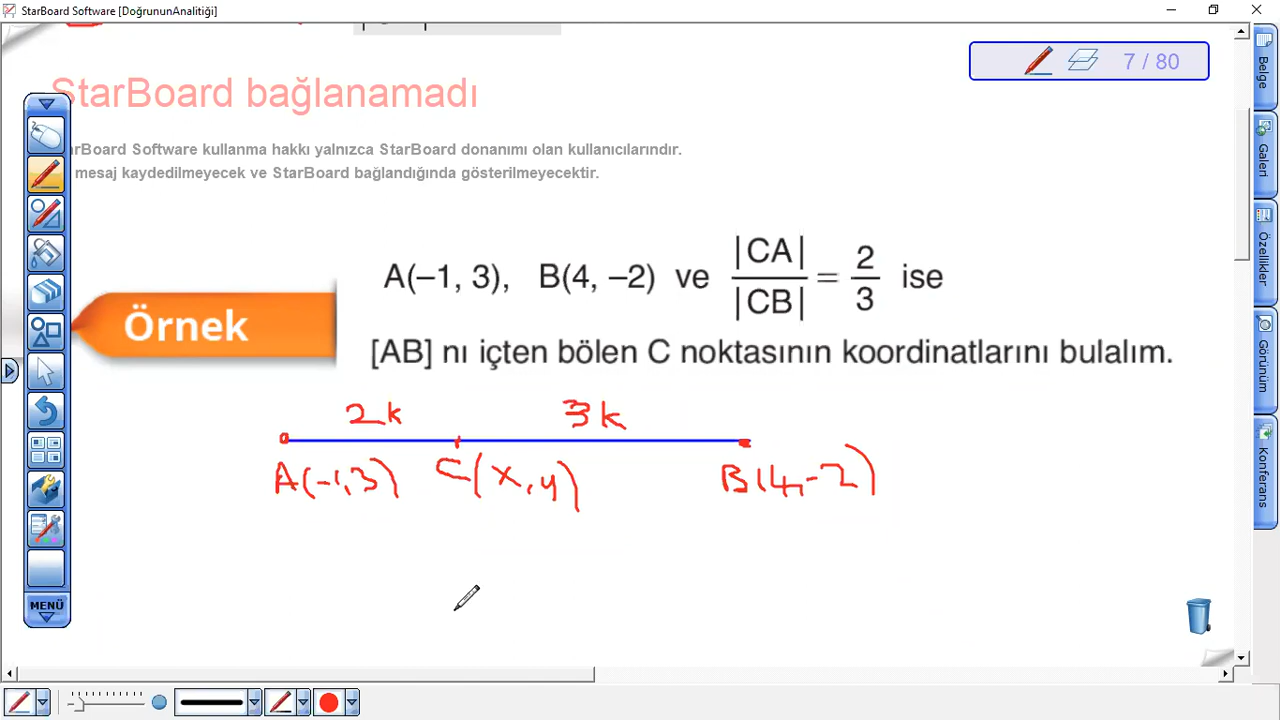 StarBoard Software [DoğrununAnalitiği]
7 / 80
StarBoard bağlanamadı
StarBoard Software kullanma hakkı yalnızca StarBoard donanımı olan kullanıcılarındır.
mesaj kaydedilmeyecek ve StarBoard bağlandığında gösterilmeyecektir.
A(–1, 3), B(4, –2) ve |CA| / |CB| = 2 / 3 ise
Örnek
[AB] nı içten bölen C noktasının koordinatlarını bulalım.
2k 3k
A(-1,3) C(x,y) B(4,-2)
MENÜ
Belge
Galeri
Özellikler
Görünüm
Konferans